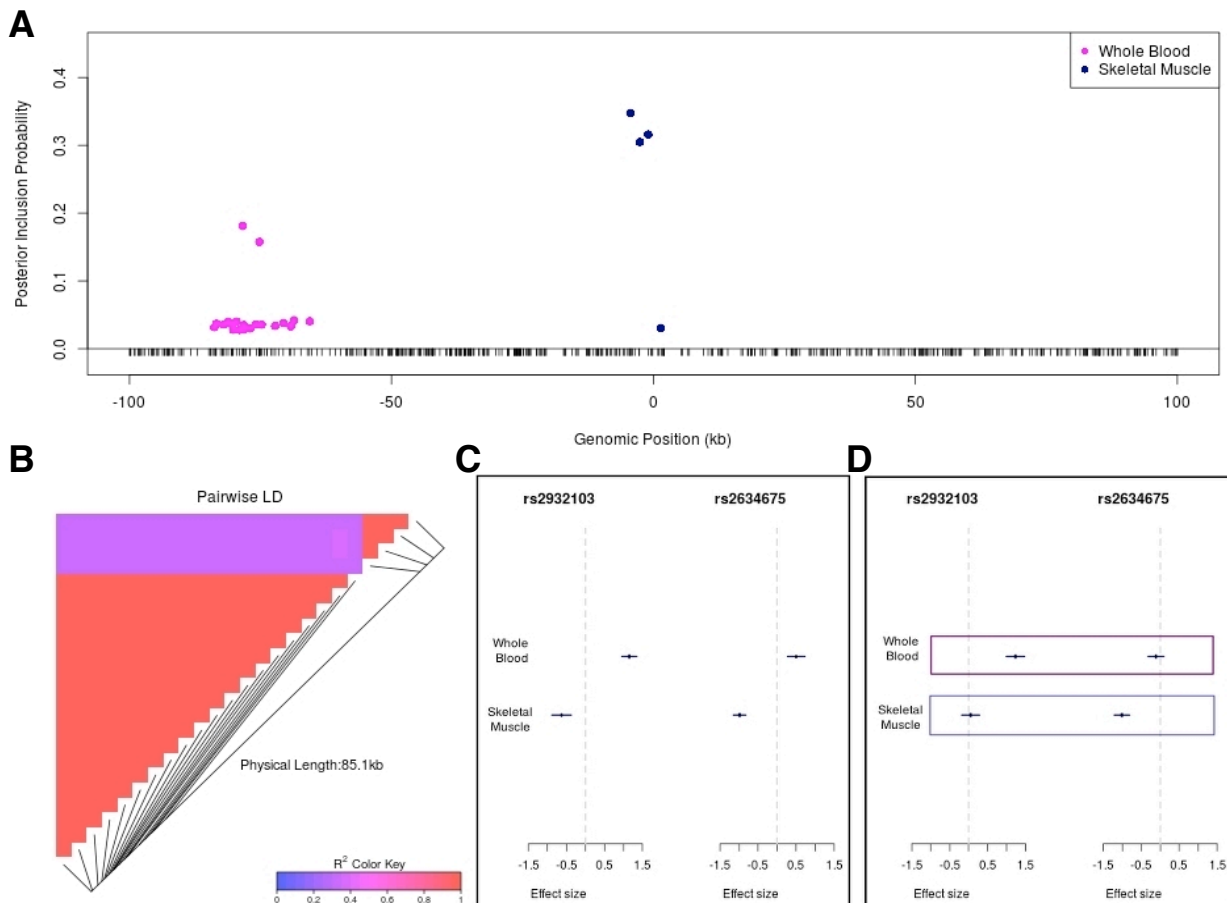 A
Whole Blood
Skeletal Muscle
Posterior Inclusion Probability
0.4
0.3
0.2
0.1
0.0
-100 -50 0 50 100
Genomic Position (kb)
B
Pairwise LD
Physical Length:85.1kb
R² Color Key
0 0.2 0.4 0.6 0.8 1
C
rs2932103 rs2634675
Whole
Blood
Skeletal
Muscle
-1.5 -0.5 0.5 1.5 -1.5 -0.5 0.5 1.5
Effect size Effect size
D
rs2932103 rs2634675
Whole
Blood
Skeletal
Muscle
-1.5 -0.5 0.5 1.5 -1.5 -0.5 0.5 1.5
Effect size Effect size